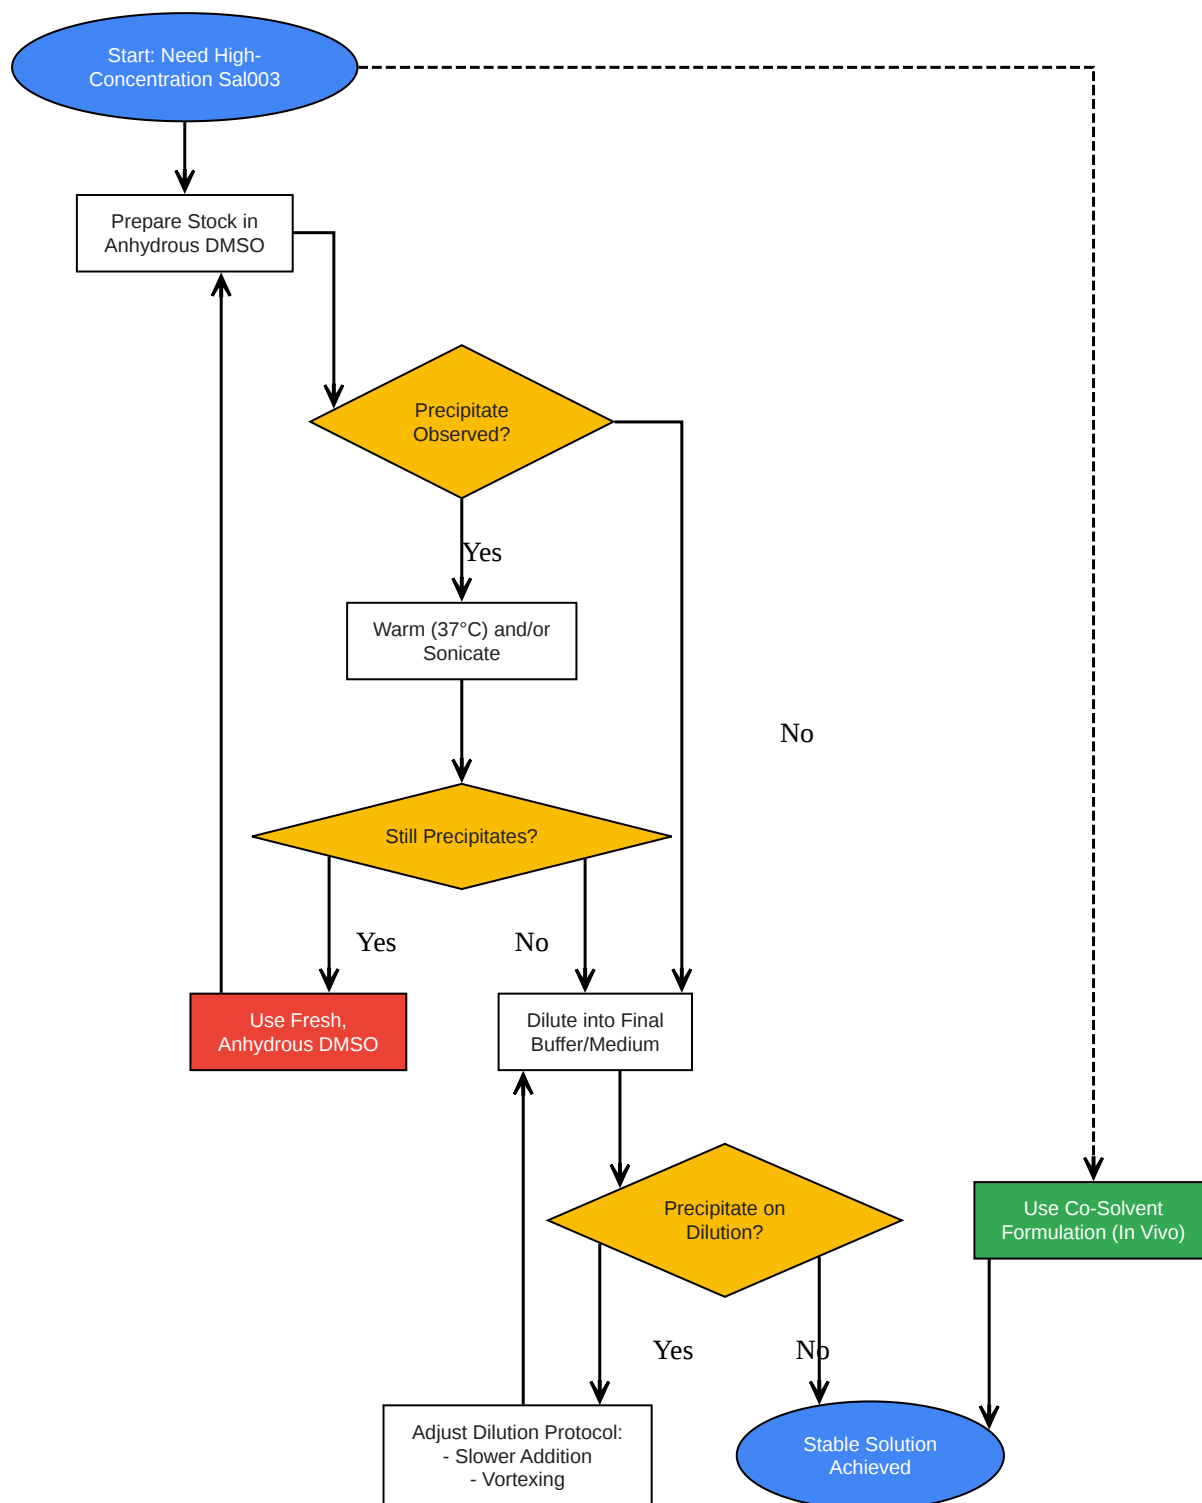 Start: Need High-
Concentration Sal003
Prepare Stock in
Anhydrous DMSO
Precipitate
Observed?
Yes
Warm (37°C) and/or
Sonicate
No
Still Precipitates?
Yes
No
Use Fresh,
Anhydrous DMSO
Dilute into Final
Buffer/Medium
Precipitate on
Dilution?
Use Co-Solvent
Formulation (In Vivo)
Yes
No
Adjust Dilution Protocol:
- Slower Addition
- Vortexing
Stable Solution
Achieved